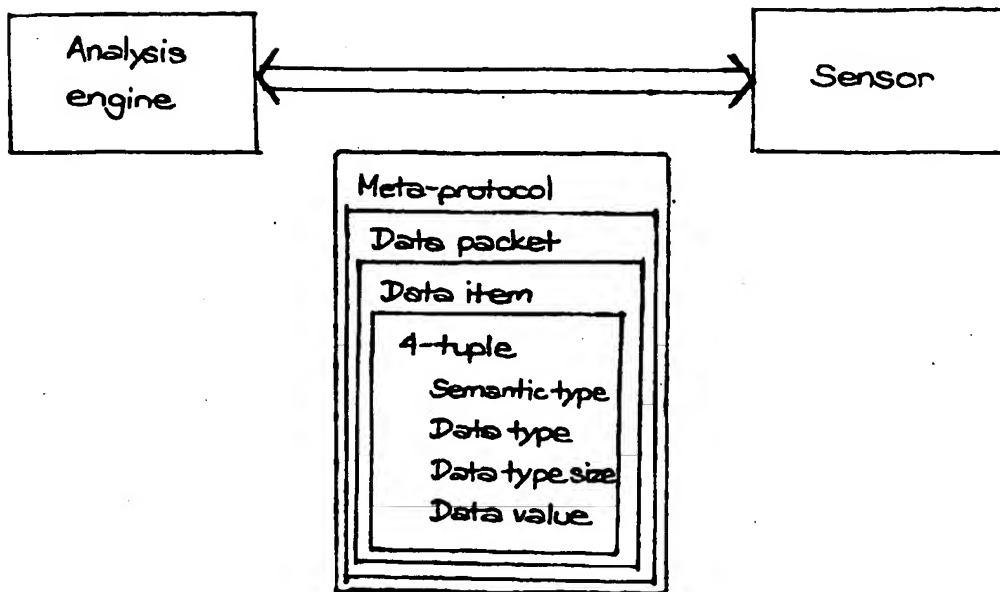 Analysis
engine
Sensor
Meta-protocol
Data packet
Data item
4-tuple
Semantic type
Data type
Data type size
Data value